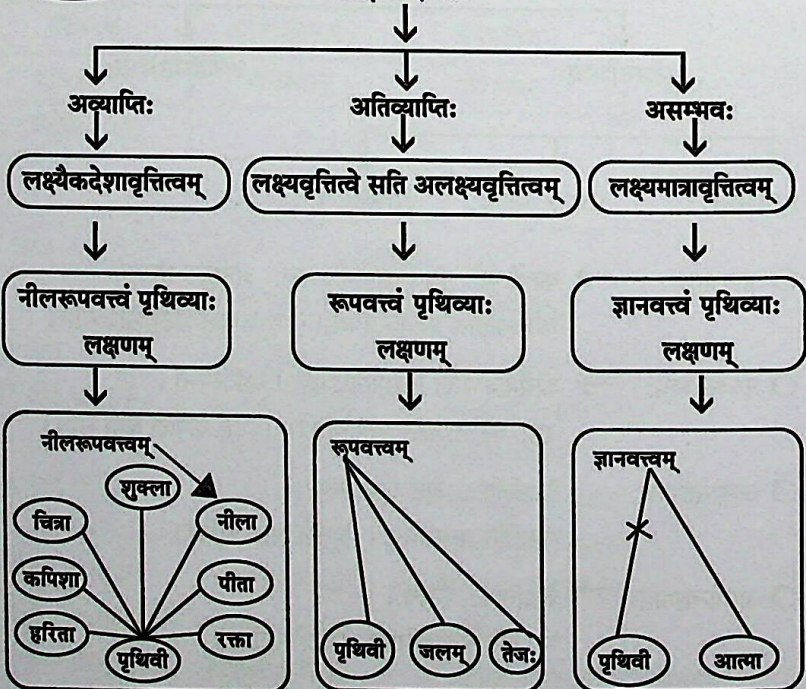 अव्याप्तिः अतिव्याप्तिः असम्भवः
लक्ष्यैकदेशावृत्तित्वम् लक्ष्यवृत्तित्वे सति अलक्ष्यवृत्तित्वम् लक्ष्यमात्रावृत्तित्वम्
नीलरूपवत्त्वं पृथिव्याः रूपवत्त्वं पृथिव्याः ज्ञानवत्त्वं पृथिव्याः
लक्षणम् लक्षणम् लक्षणम्
नीलरूपवत्त्वम् रूपवत्त्वम् ज्ञानवत्त्वम्
शुक्ला
चित्रा नीला
कपिशा पीता
हरिता रक्ता
पृथिवी पृथिवी जलम् तेजः पृथिवी आत्मा